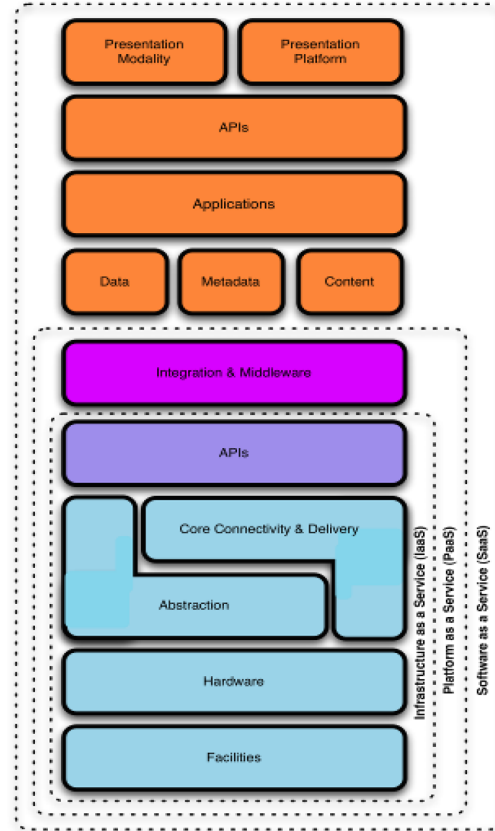 Presentation
Modality
Presentation
Platform
APIs
Applications
Data
Metadata
Content
Integration & Middleware
APIs
Core Connectivity & Delivery
Abstraction
Hardware
Facilities
Infrastructure as a Service (IaaS)
Platform as a Service (PaaS)
Software as a Service (SaaS)